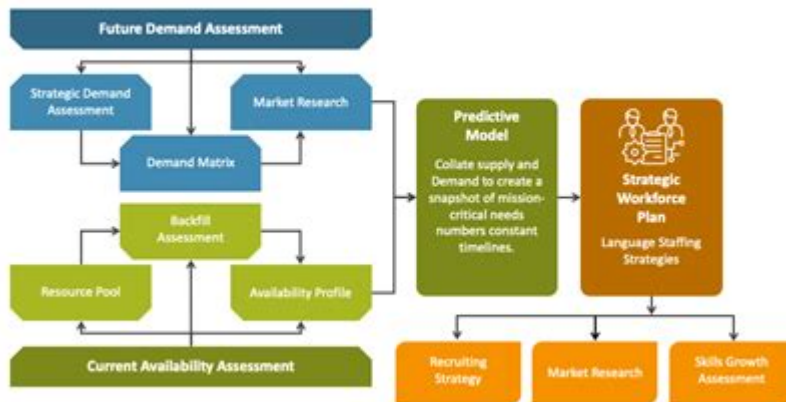 Future Demand Assessment
Strategic Demand
Assessment
Market Research
Demand Matrix
Backfill
Assessment
Resource Pool
Availability Profile
Current Availability Assessment
Predictive
Model
Collate supply and
Demand to create a
snapshot of mission-
critical needs
numbers constant
timelines.
Strategic
Workforce
Plan
Language Staffing
Strategies
Recruiting
Strategy
Market Research
Skills Growth
Assessment